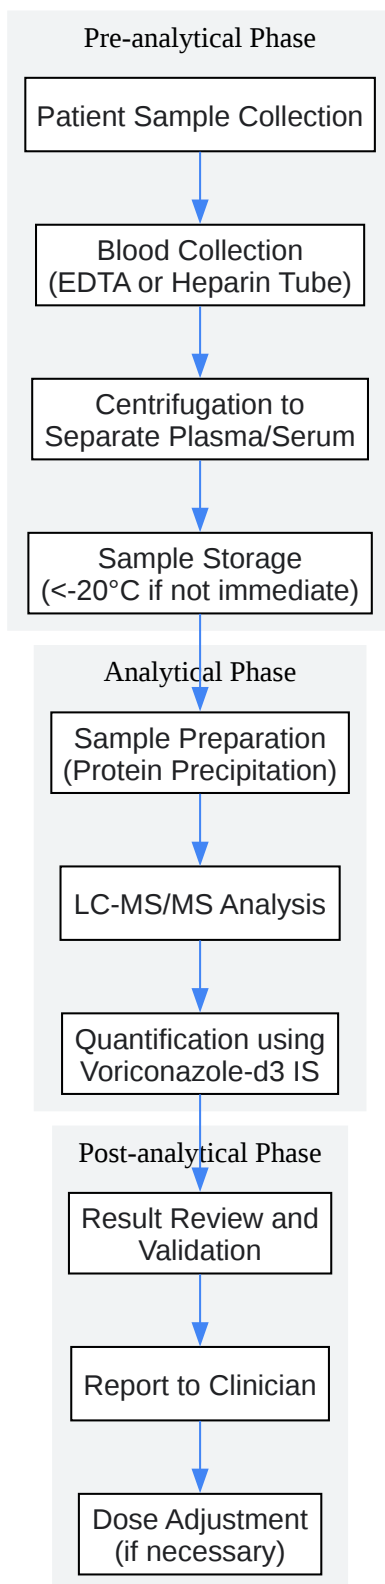 Pre-analytical Phase
Patient Sample Collection
Blood Collection
(EDTA or Heparin Tube)
Centrifugation to
Separate Plasma/Serum
Sample Storage
(<-20°C if not immediate)
Analytical Phase
Sample Preparation
(Protein Precipitation)
LC-MS/MS Analysis
Quantification using
Voriconazole-d3 IS
Post-analytical Phase
Result Review and
Validation
Report to Clinician
Dose Adjustment
(if necessary)